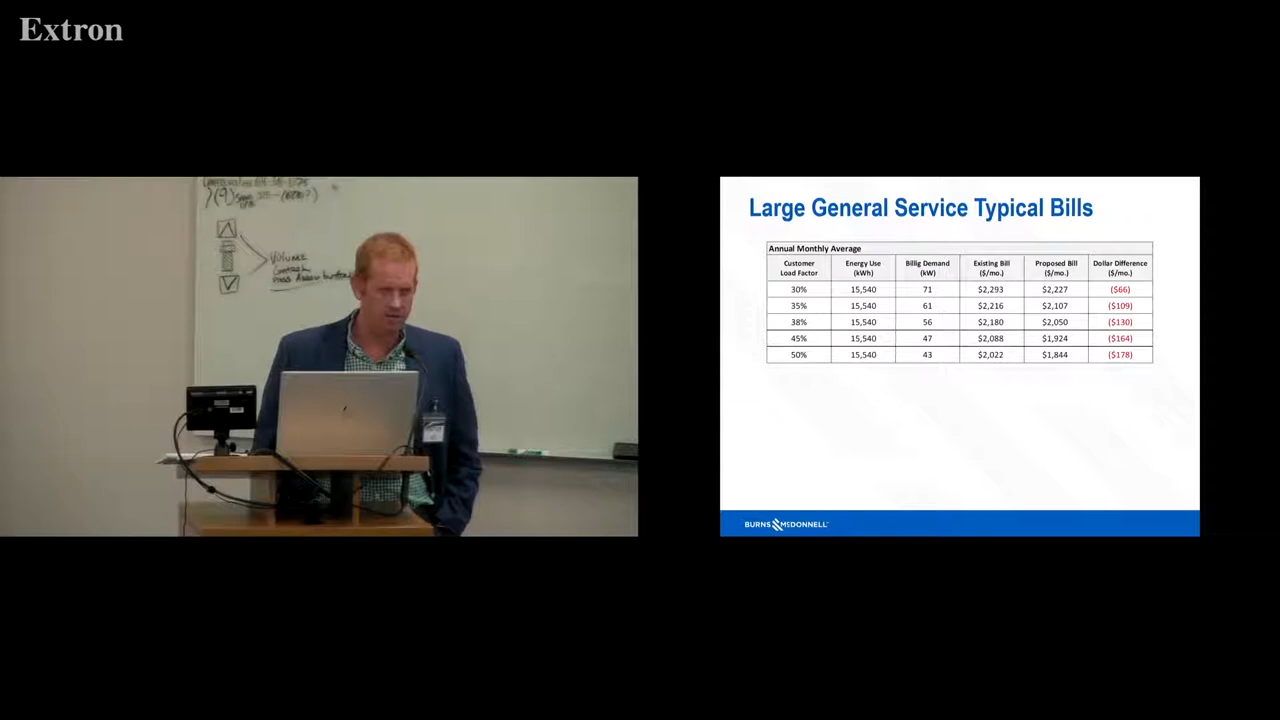 Extron
VOLUME
Large General Service Typical Bills
Annual Monthly Average
Customer Load Factor Energy Use (kWh) Billig Demand (kW) Existing Bill ($/mo.) Proposed Bill ($/mo.) Dollar Difference ($/mo.)
30% 15,540 71 $2,293 $2,227 ($66)
35% 15,540 61 $2,216 $2,107 ($109)
38% 15,540 56 $2,180 $2,050 ($130)
45% 15,540 47 $2,088 $1,924 ($164)
50% 15,540 43 $2,022 $1,844 ($178)
BURNS McDONNELL